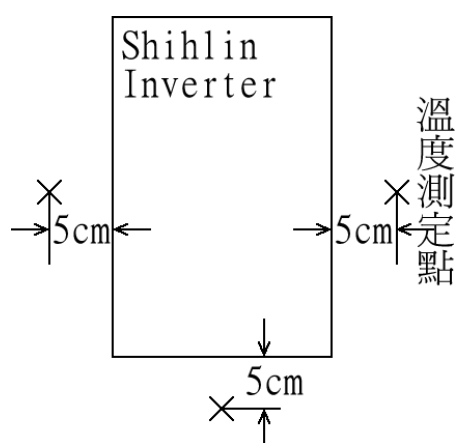 Shihlin
Inverter
5cm
5cm
溫度測定點
5cm